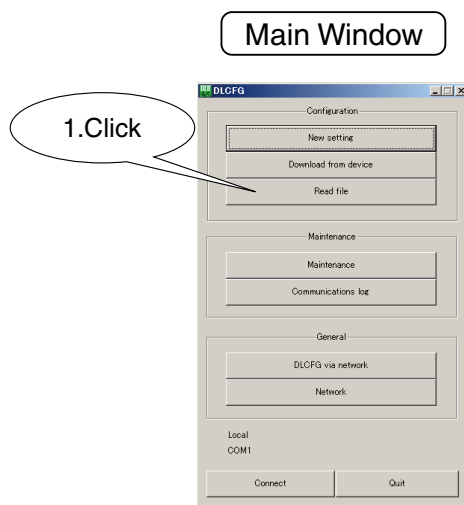 Main Window
DLCFG
1.Click
Configuration
New setting
Download from device
Read file
Maintenance
Maintenance
Communications log
General
DLCFG via network
Network
Local
COM1
Connect Quit